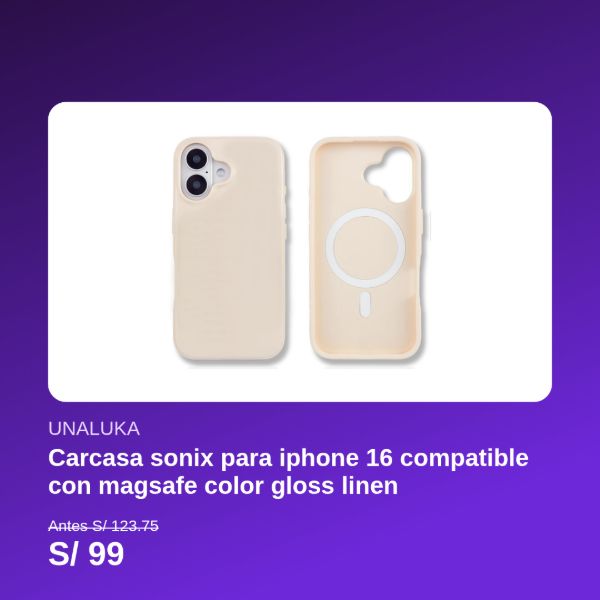 UNALUKA
Carcasa sonix para iphone 16 compatible
con magsafe color gloss linen
Antes S/ 123.75
S/ 99